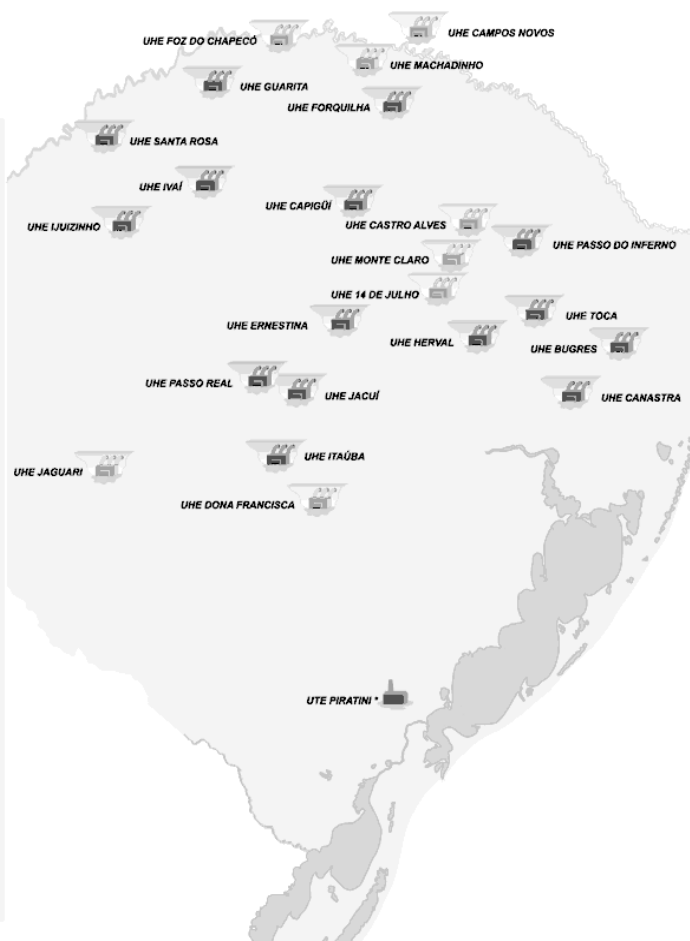 UHE CAMPOS NOVOS
UHE FOZ DO CHAPECÓ
UHE MACHADINHO
UHE GUARITA
UHE FORQUILHA
UHE SANTA ROSA
UHE IVAÍ
UHE CAPIGÜÍ
UHE IJUIZINHO
UHE CASTRO ALVES
UHE PASSO DO INFERNO
UHE MONTE CLARO
UHE 14 DE JULHO
UHE TOCA
UHE ERNESTINA
UHE HERVAL
UHE BUGRES
UHE PASSO REAL
UHE JACUÍ
UHE CANASTRA
UHE ITAÚBA
UHE JAGUARI
UHE DONA FRANCISCA
UTE PIRATINI *